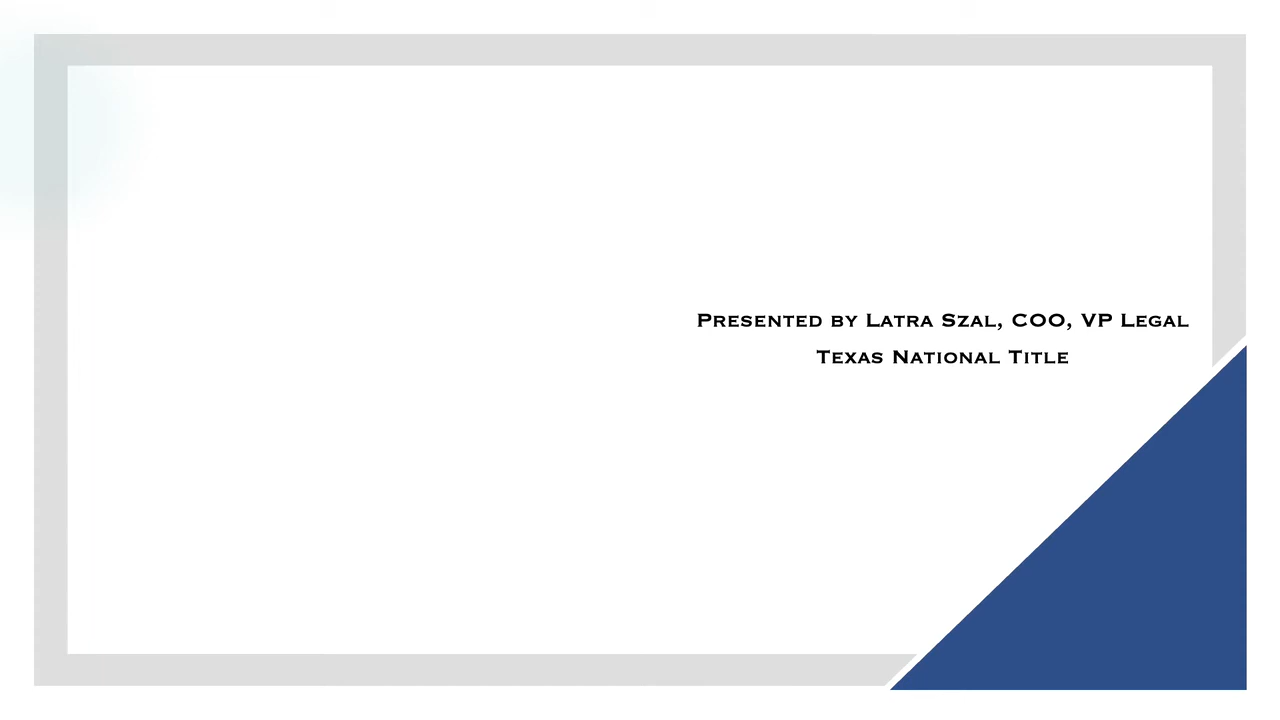 Presented by Latra Szal, COO, VP Legal
Texas National Title